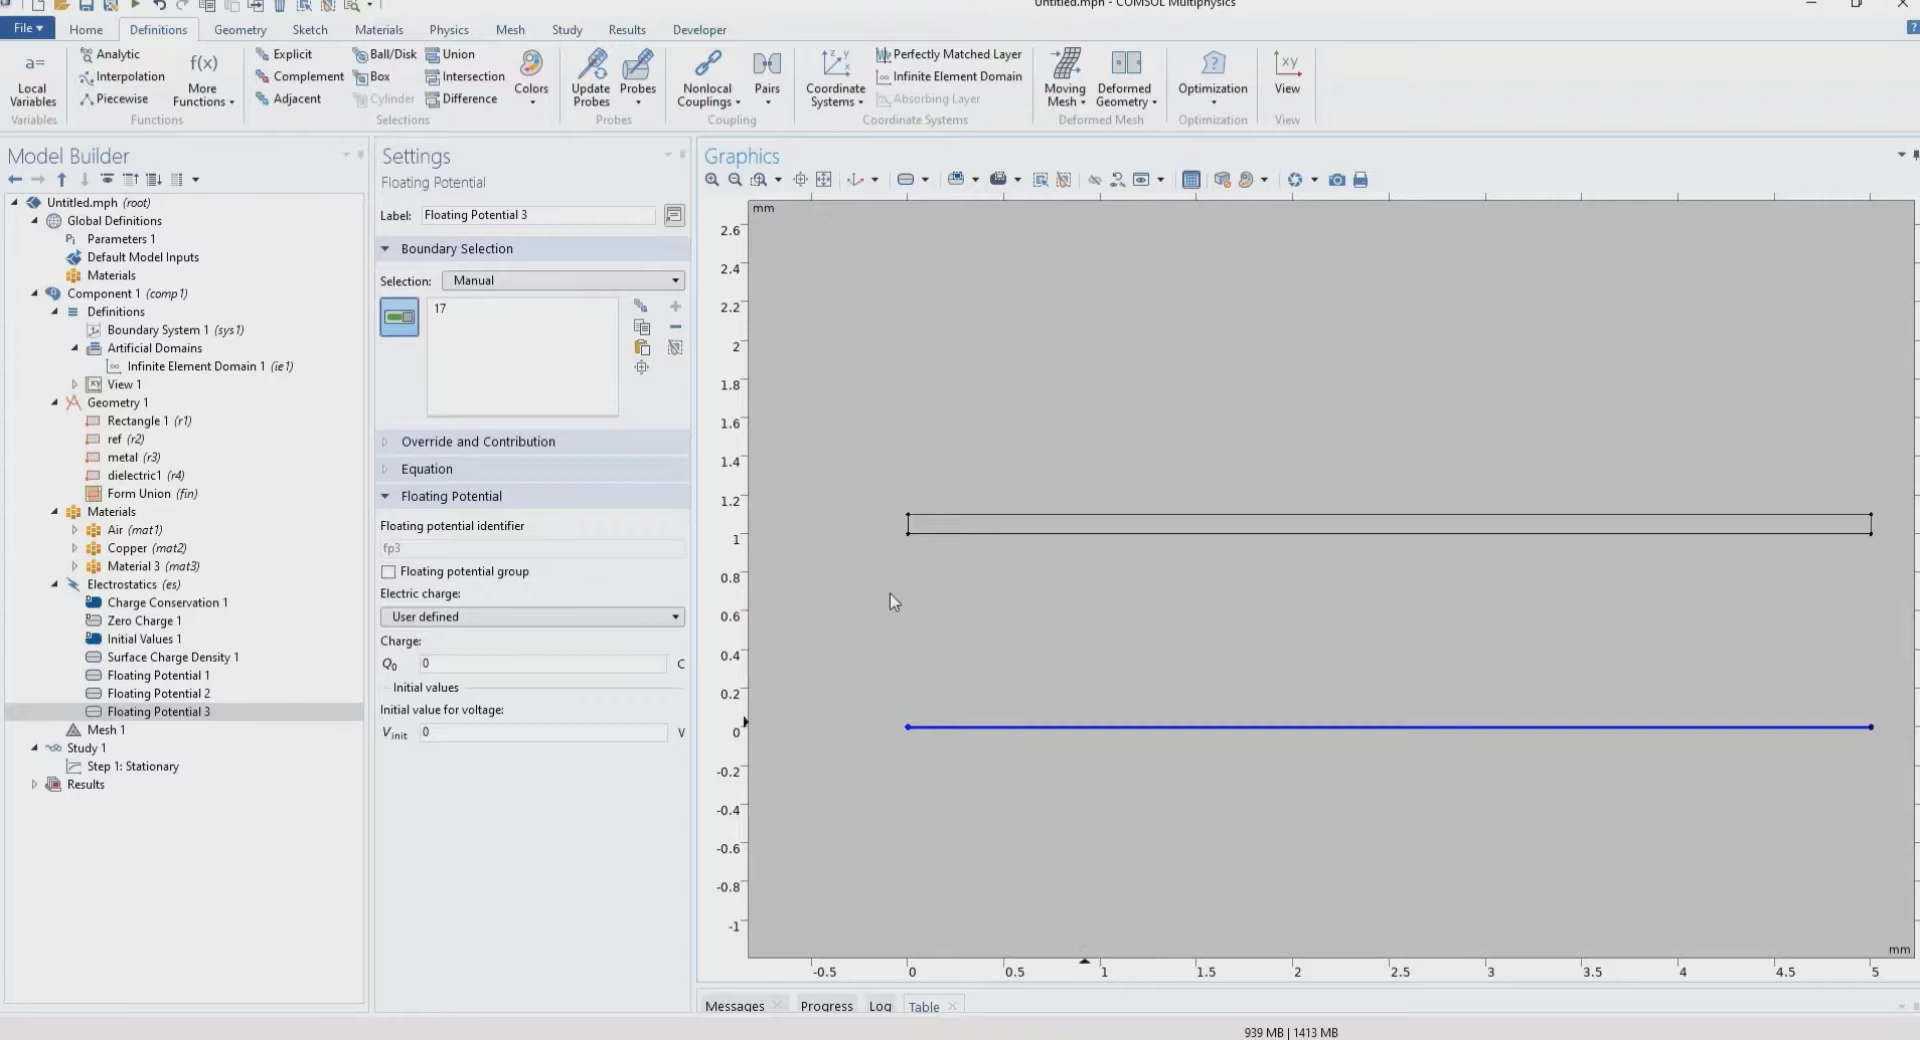 Untitled.mph - COMSOL Multiphysics
File Home Definitions Geometry Sketch Materials Physics Mesh Study Results Developer
a=
Local Variables
Variables
Analytic
Interpolation
Piecewise
f(x)
More Functions
Functions
Explicit
Complement
Adjacent
Ball/Disk
Box
Cylinder
Union
Intersection
Difference
Colors
Selections
Update Probes
Probes
Probes
Nonlocal Couplings
Pairs
Coupling
Coordinate Systems
Perfectly Matched Layer
Infinite Element Domain
Absorbing Layer
Coordinate Systems
Moving Mesh
Deformed Geometry
Deformed Mesh
Optimization
Optimization
View
View
Model Builder
Untitled.mph (root)
Global Definitions
Pi Parameters 1
Default Model Inputs
Materials
Component 1 (comp1)
Definitions
Boundary System 1 (sys1)
Artificial Domains
Infinite Element Domain 1 (ie1)
View 1
Geometry 1
Rectangle 1 (r1)
ref (r2)
metal (r3)
dielectric1 (r4)
Form Union (fin)
Materials
Air (mat1)
Copper (mat2)
Material 3 (mat3)
Electrostatics (es)
Charge Conservation 1
Zero Charge 1
Initial Values 1
Surface Charge Density 1
Floating Potential 1
Floating Potential 2
Floating Potential 3
Mesh 1
Study 1
Step 1: Stationary
Results
Settings
Floating Potential
Label: Floating Potential 3
Boundary Selection
Selection: Manual
17
Override and Contribution
Equation
Floating Potential
Floating potential identifier
fp3
Floating potential group
Electric charge:
User defined
Charge:
Q0 0 C
Initial values
Initial value for voltage:
Vinit 0 V
Graphics
mm
2.6
2.4
2.2
2
1.8
1.6
1.4
1.2
1
0.8
0.6
0.4
0.2
0
-0.2
-0.4
-0.6
-0.8
-1
mm
-0.5 0 0.5 1 1.5 2 2.5 3 3.5 4 4.5 5
Messages Progress Log Table
939 MB | 1413 MB